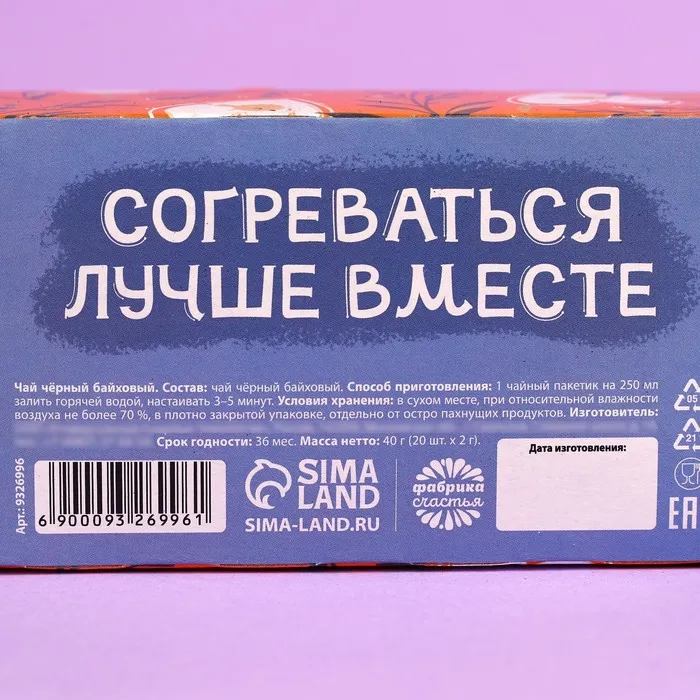 СОГРЕВАТЬСЯ
ЛУЧШЕ ВМЕСТЕ
Чай чёрный байховый. Состав: чай чёрный байховый. Способ приготовления: 1 чайный пакетик на 250 мл
залить горячей водой, настаивать 3–5 минут. Условия хранения: в сухом месте, при относительной влажности
воздуха не более 70 %, в плотно закрытой упаковке, отдельно от остро пахнущих продуктов. Изготовитель:
Срок годности: 36 мес. Масса нетто: 40 г (20 шт. x 2 г).
Дата изготовления:
Арт.: 9326996
6 900093 269961
SIMA
LAND
SIMA-LAND.RU
фабрика
счастья
05
21
EAC